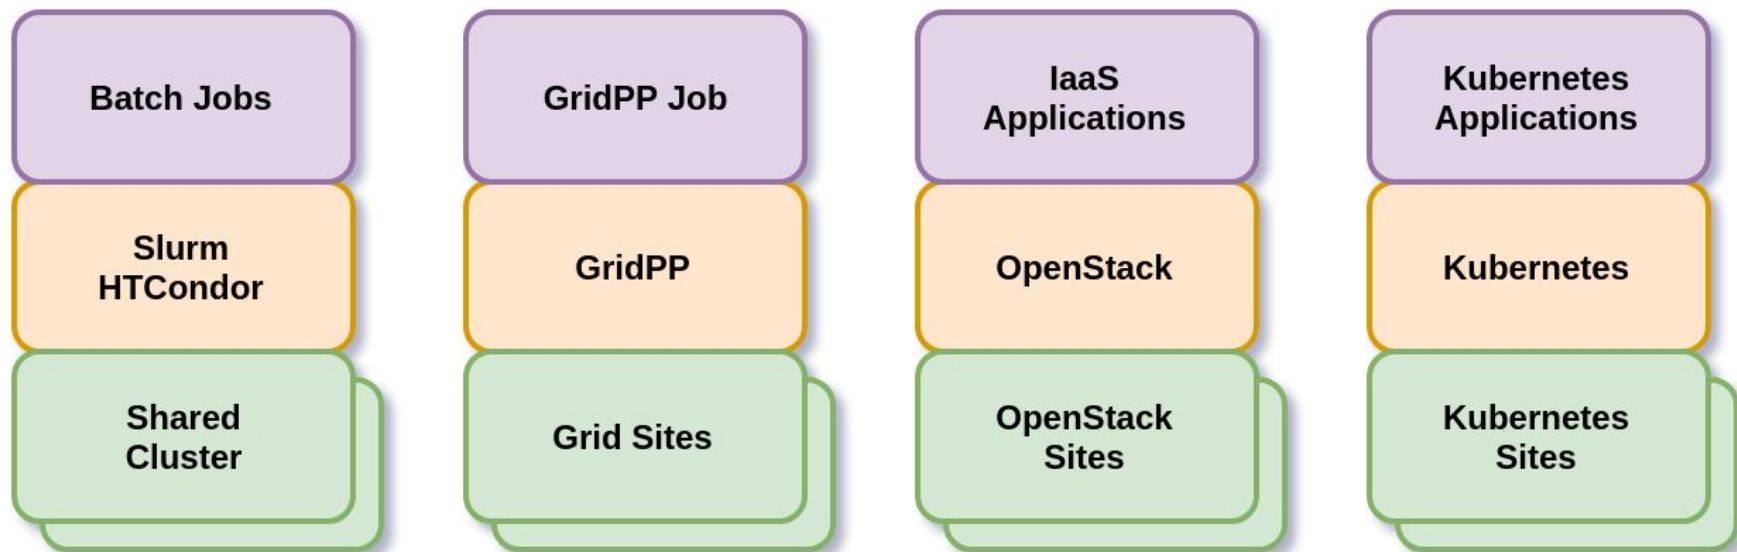 Batch Jobs
GridPP Job
IaaS
Applications
Kubernetes
Applications
Slurm
HTCondor
GridPP
OpenStack
Kubernetes
Shared
Cluster
Grid Sites
OpenStack
Sites
Kubernetes
Sites